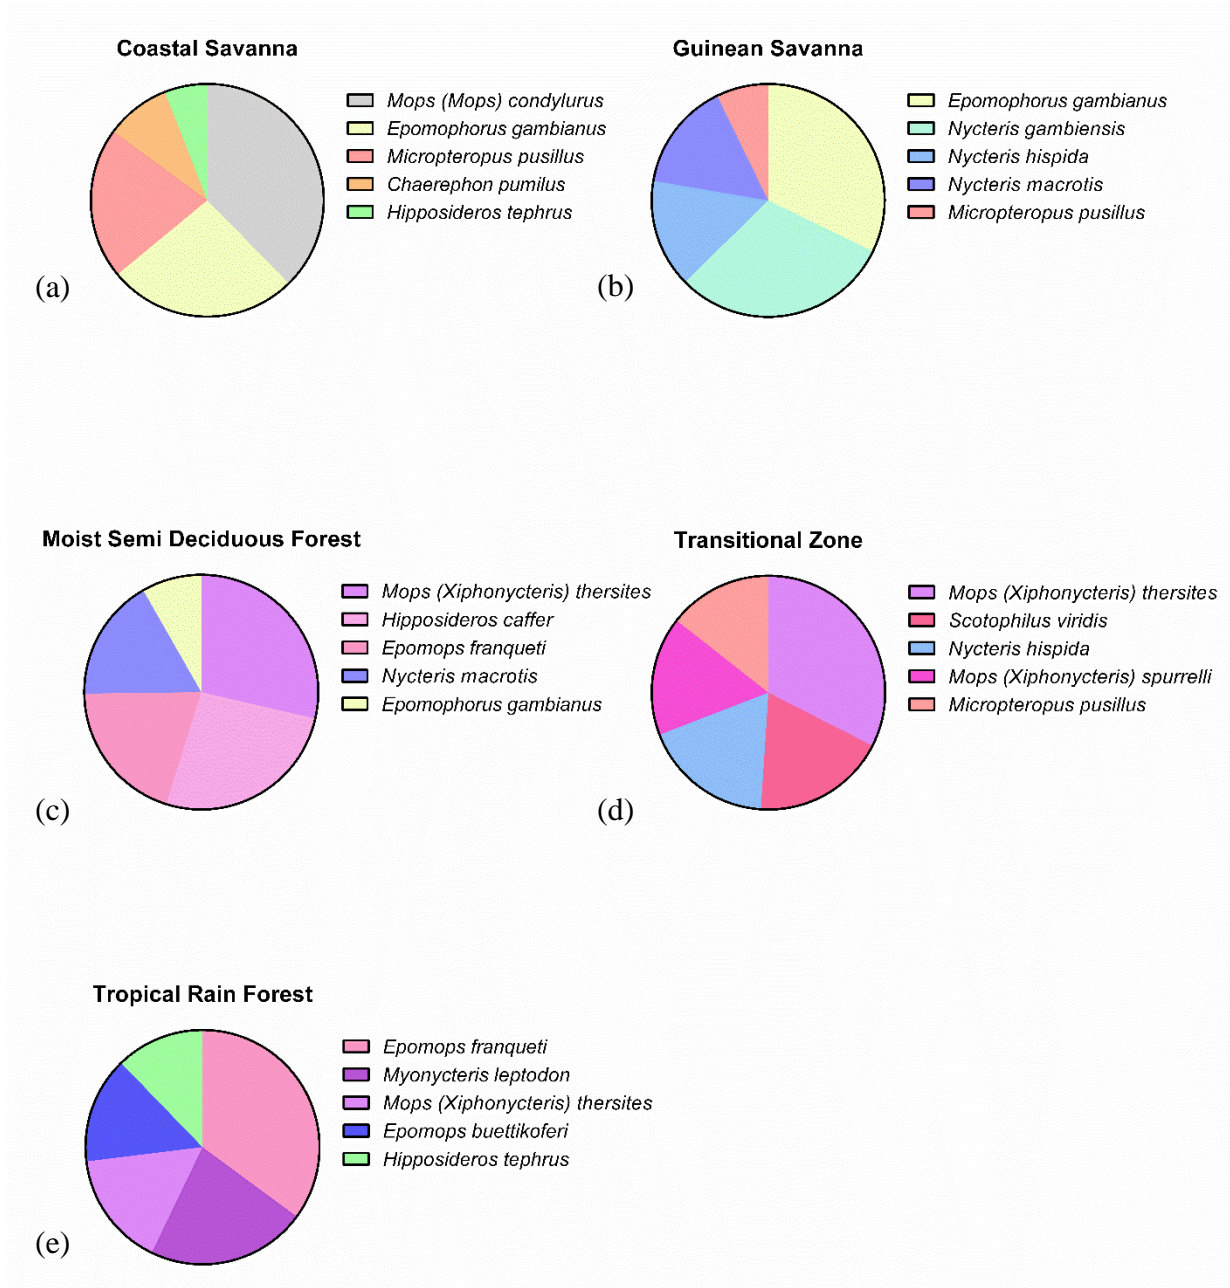 Coastal Savanna
Mops (Mops) condylurus
Epomophorus gambianus
Micropteropus pusillus
Chaerephon pumilus
Hipposideros tephrus
(a)
Guinean Savanna
Epomophorus gambianus
Nycteris gambiensis
Nycteris hispida
Nycteris macrotis
Micropteropus pusillus
(b)
Moist Semi Deciduous Forest
Mops (Xiphonycteris) thersites
Hipposideros caffer
Epomops franqueti
Nycteris macrotis
Epomophorus gambianus
(c)
Transitional Zone
Mops (Xiphonycteris) thersites
Scotophilus viridis
Nycteris hispida
Mops (Xiphonycteris) spurrelli
Micropteropus pusillus
(d)
Tropical Rain Forest
Epomops franqueti
Myonycteris leptodon
Mops (Xiphonycteris) thersites
Epomops buettikoferi
Hipposideros tephrus
(e)